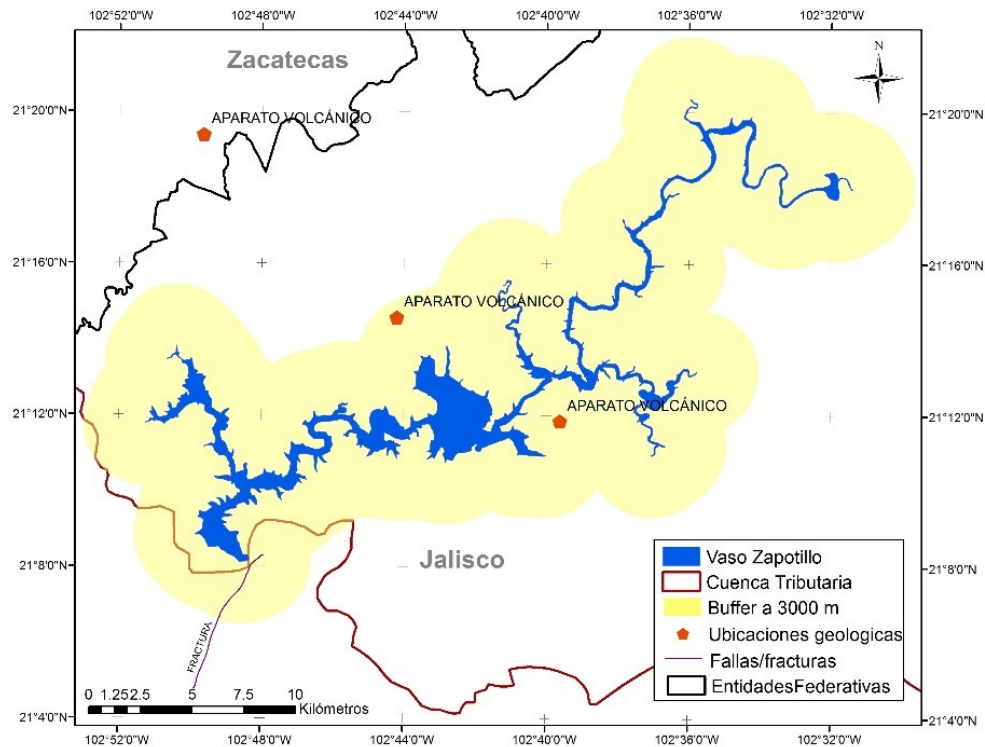 102°52'0"W 102°48'0"W 102°44'0"W 102°40'0"W 102°36'0"W 102°32'0"W
Zacatecas
N
21°20'0"N
APARATO VOLCÁNICO
21°20'0"N
21°16'0"N
21°16'0"N
APARATO VOLCÁNICO
21°12'0"N
APARATO VOLCÁNICO
21°12'0"N
Jalisco
21°8'0"N
21°8'0"N
FRACTURA
Vaso Zapotillo
Cuenca Tributaria
Buffer a 3000 m
Ubicaciones geologicas
Fallas/fracturas
EntidadesFederativas
0 1.25 2.5 5 7.5 10
Kilómetros
21°4'0"N
21°4'0"N
102°52'0"W 102°48'0"W 102°44'0"W 102°40'0"W 102°36'0"W 102°32'0"W